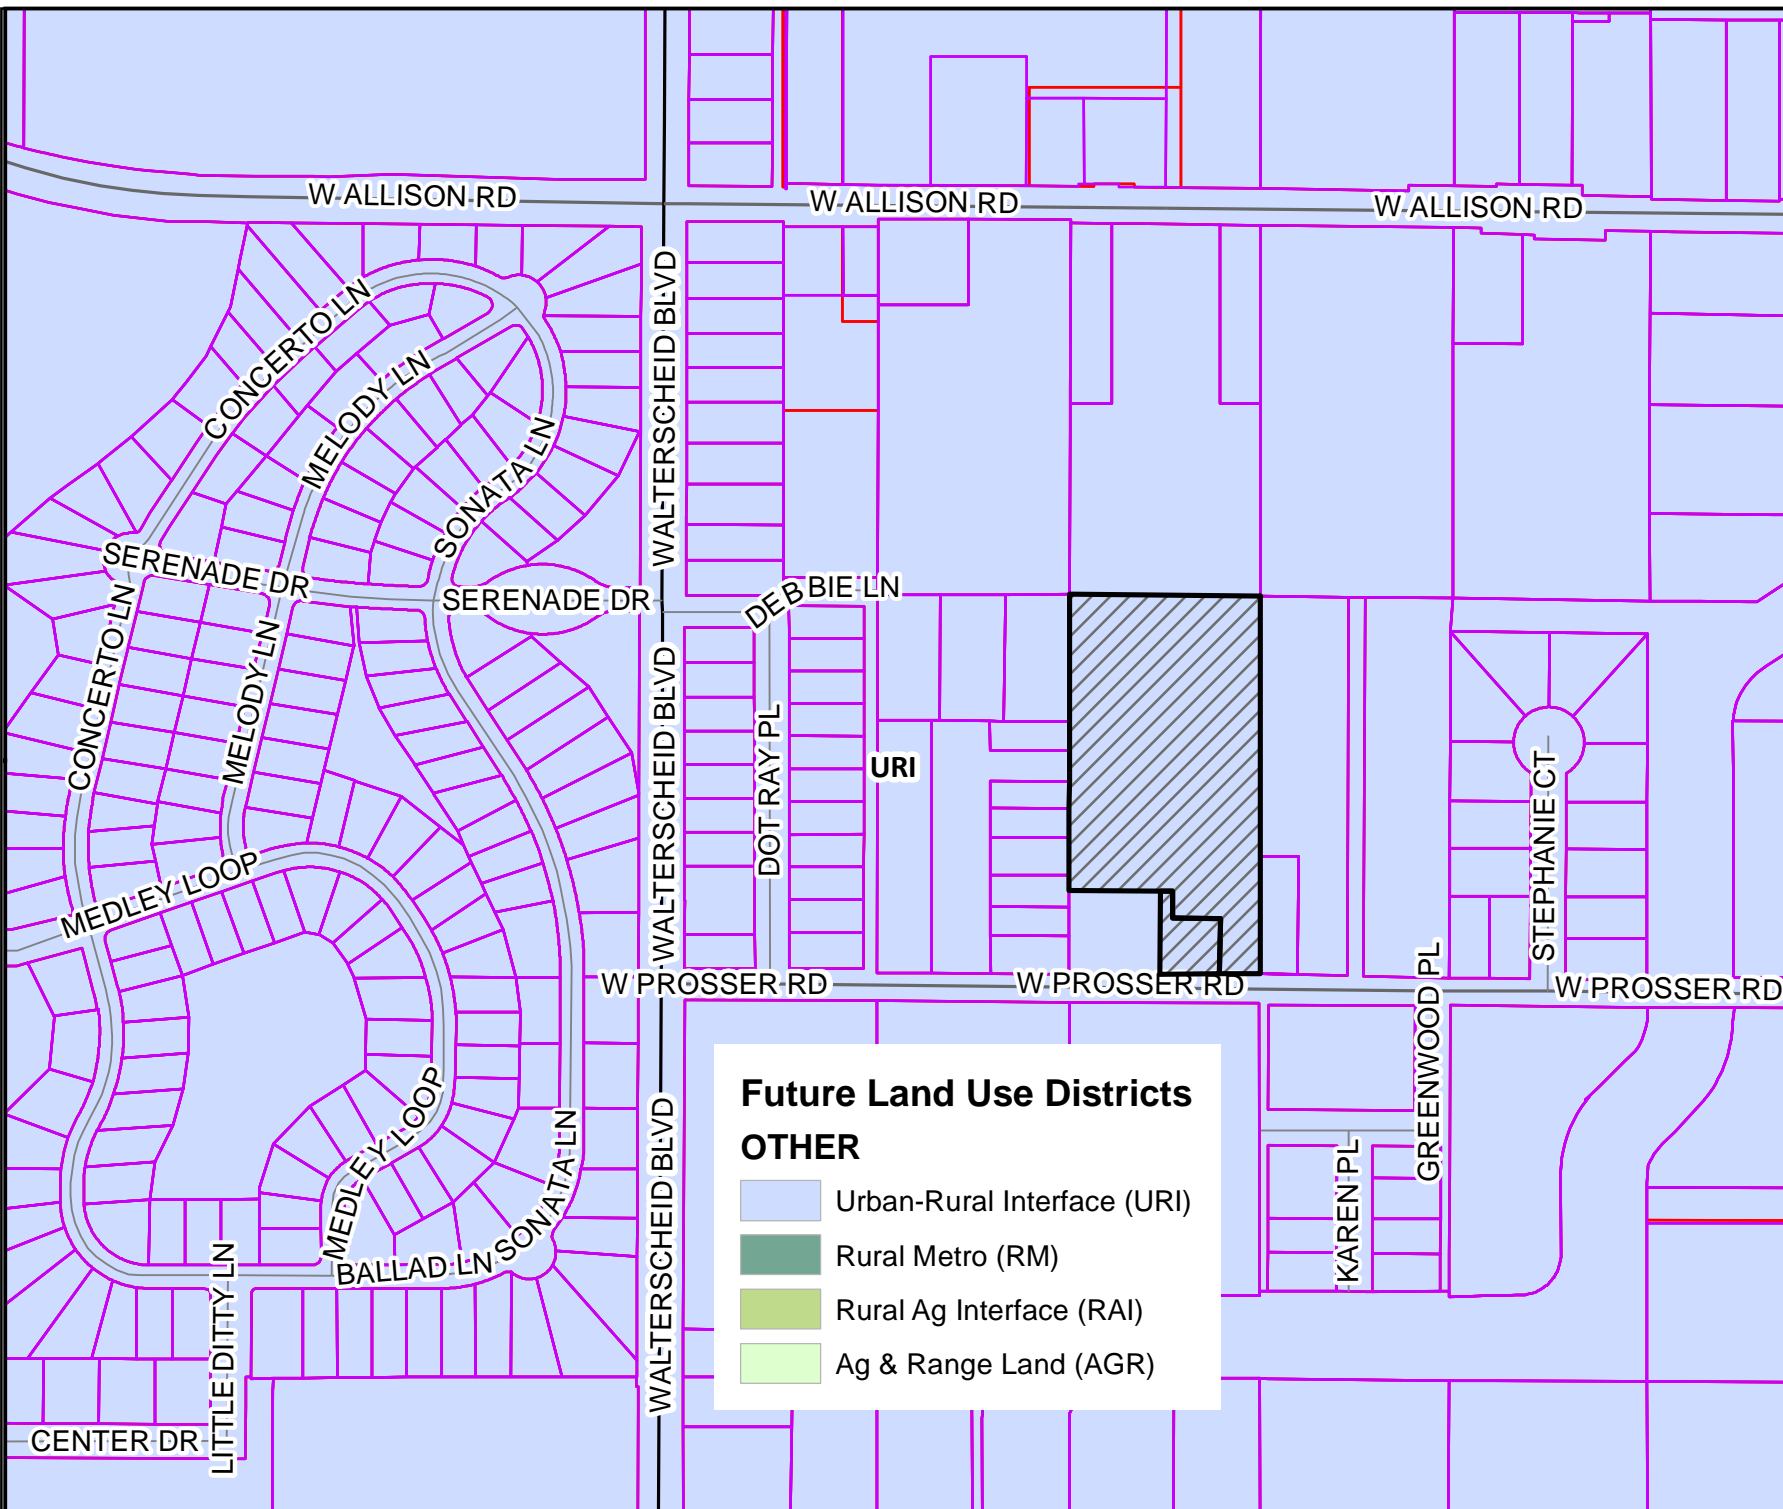 W ALLISON RD
W ALLISON RD
W ALLISON RD
WALTERSCHEID BLVD
CONCERTO LN
MELODY LN
SONATA LN
SERENADE DR
SERENADE DR
DEBBIE LN
CONCERTO LN
MELODY LN
WALTERSCHEID BLVD
DOT RAY PL
URI
STEPHANIE CT
MEDLEY LOOP
W PROSSER RD
W PROSSER RD
W PROSSER RD
GREENWOOD PL
MEDLEY LOOP
MEDLEY LOOP
SONATA LN
SONATA LN
BALLAD LN
WALTERSCHEID BLVD
KAREN PL
LITTLE DITTY LN
CENTER DR
Future Land Use Districts
OTHER
Urban-Rural Interface (URI)
Rural Metro (RM)
Rural Ag Interface (RAI)
Ag & Range Land (AGR)